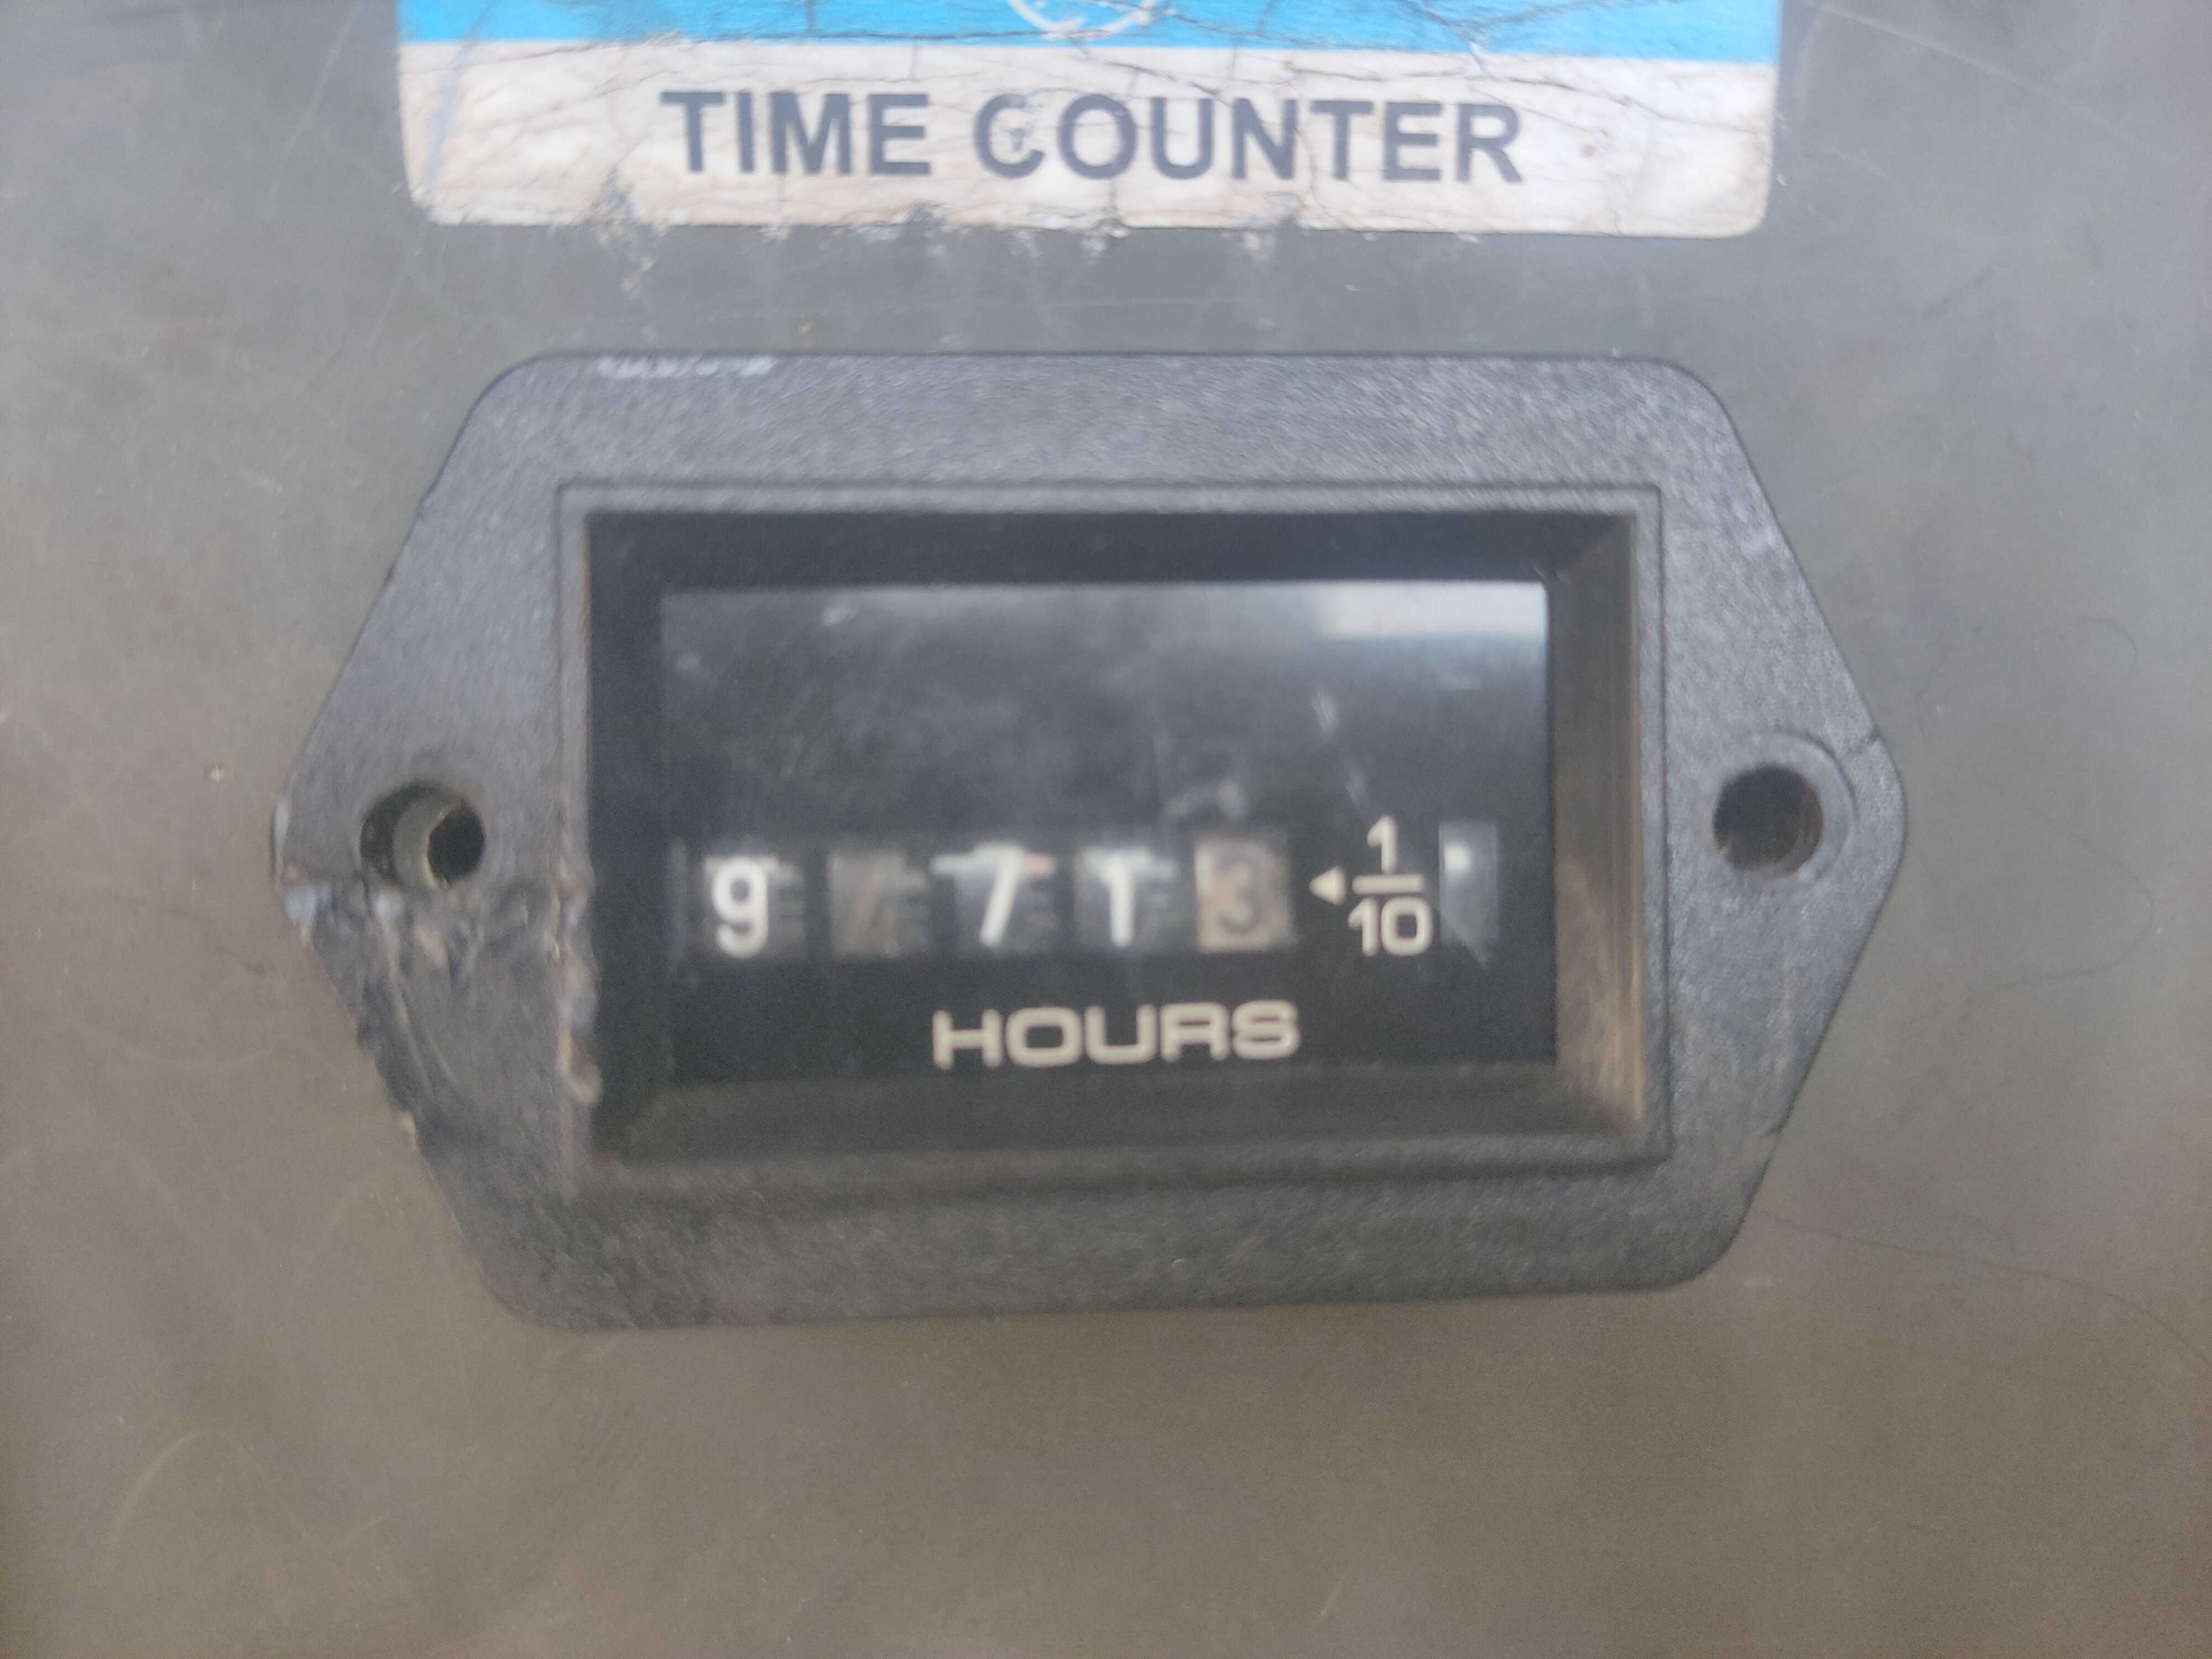 TIME COUNTER
9 7 1 3 ◄ 1/10
HOURS